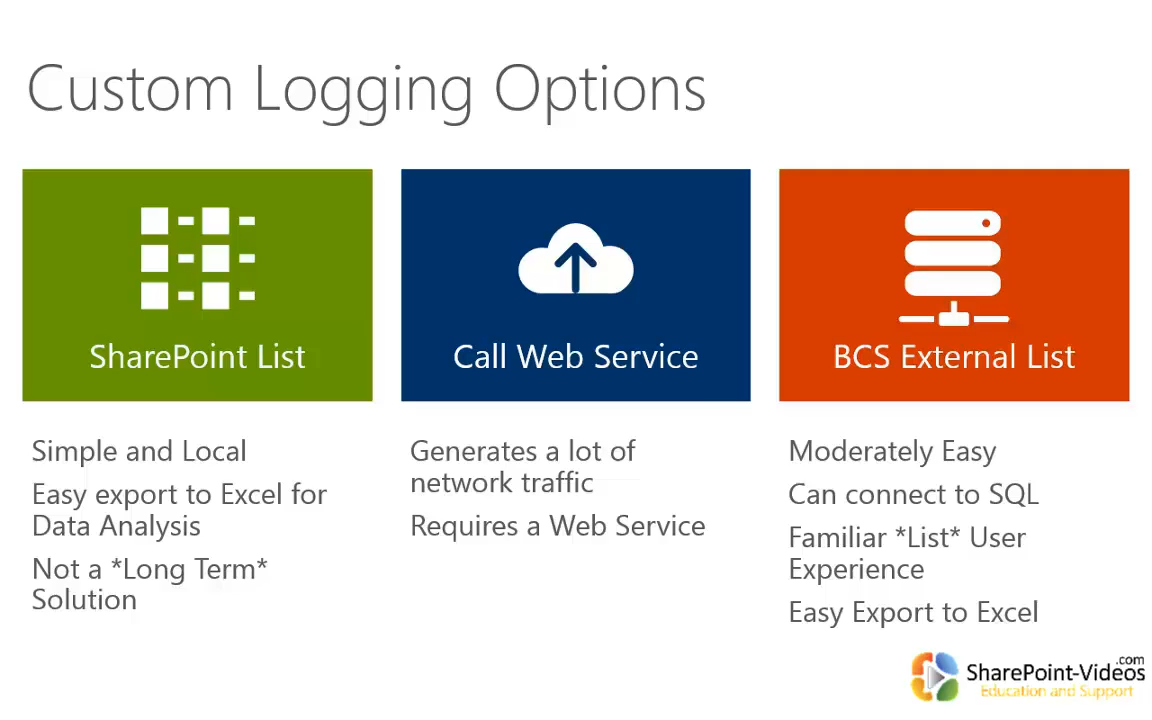 Custom Logging Options
SharePoint List
Call Web Service
BCS External List
Simple and Local
Easy export to Excel for
Data Analysis
Not a *Long Term*
Solution
Generates a lot of
network traffic
Requires a Web Service
Moderately Easy
Can connect to SQL
Familiar *List* User
Experience
Easy Export to Excel
SharePoint-Videos.com
Education and Support